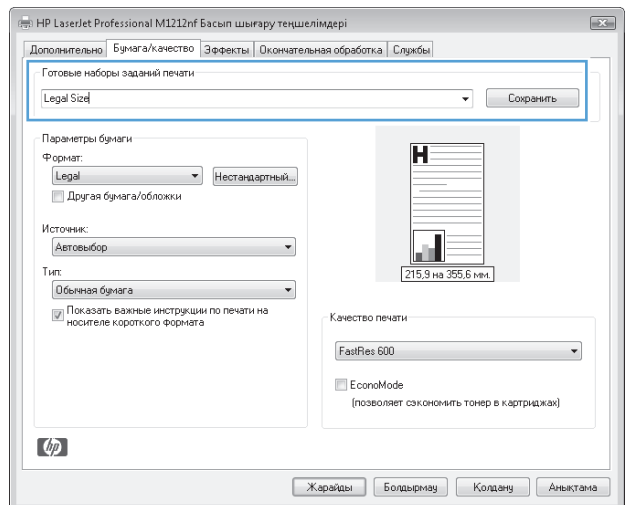 HP LaserJet Professional M1212nf Басып шығару теңшелімдері
Дополнительно Бумага/качество Эффекты Окончательная обработка Службы
Готовые наборы заданий печати
Legal Size
Сохранить
Параметры бумаги
Формат:
Legal
Нестандартный...
Другая бумага/обложки
Источник:
Автовыбор
Тип:
Обычная бумага
Показать важные инструкции по печати на
носителе короткого формата
H
215,9 на 355,6 мм.
Качество печати
FastRes 600
EconoMode
(позволяет сэкономить тонер в картриджах)
hp
Жарайды Болдырмау Қолдану Анықтама